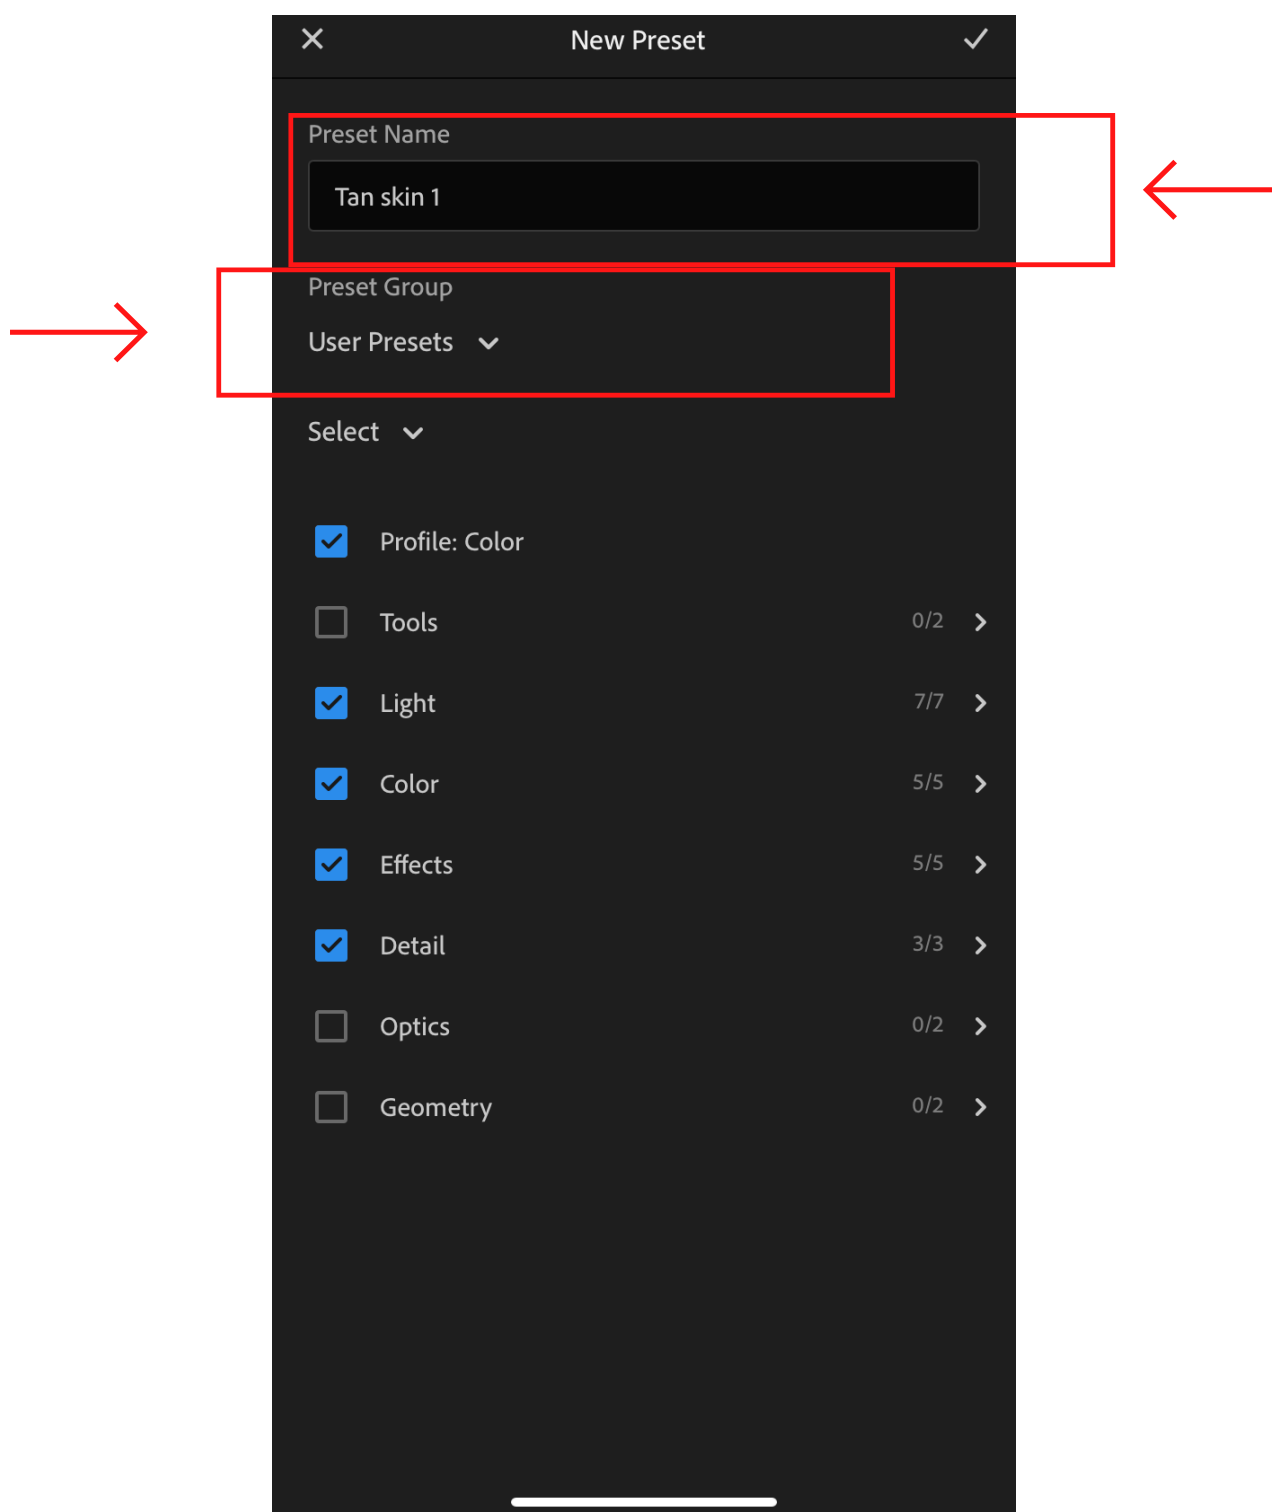 New Preset
Preset Name
Tan skin 1
Preset Group
User Presets
Select
Profile: Color
Tools 0/2
Light 7/7
Color 5/5
Effects 5/5
Detail 3/3
Optics 0/2
Geometry 0/2